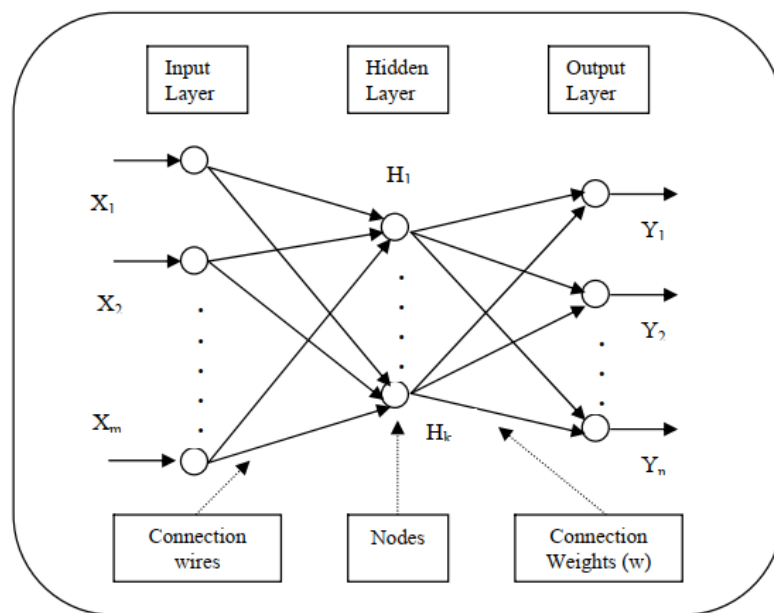 Input
Layer
Hidden
Layer
Output
Layer
H₁
X₁
Y₁
X₂
Y₂
Xₘ
Hₖ
Yₙ
Connection
wires
Nodes
Connection
Weights (w)